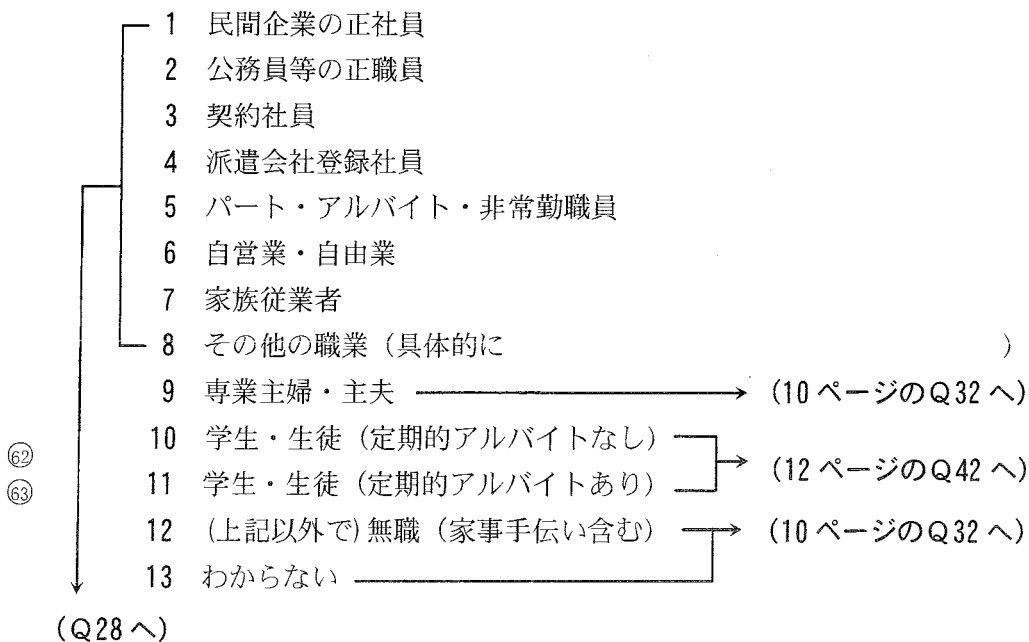 1 民間企業の正社員
2 公務員等の正職員
3 契約社員
4 派遣会社登録社員
5 パート・アルバイト・非常勤職員
6 自営業・自由業
7 家族従業者
8 その他の職業（具体的に　　　）
9 専業主婦・主夫 (10ページのQ32へ)
10 学生・生徒（定期的アルバイトなし）
(12ページのQ42へ)
11 学生・生徒（定期的アルバイトあり）
12 (上記以外で)無職（家事手伝い含む） (10ページのQ32へ)
13 わからない
㊷
㊸
(Q28へ)